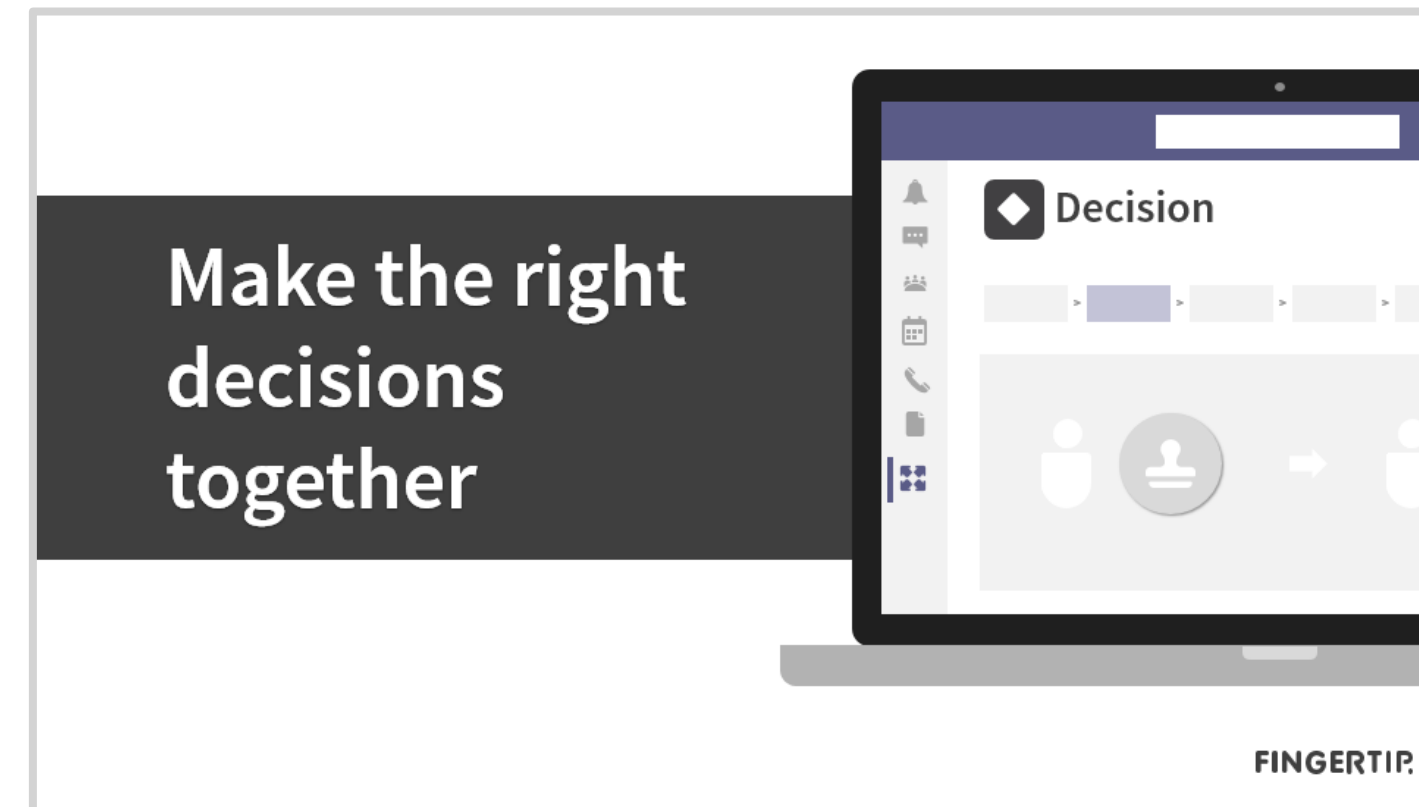 Make the right
decisions
together
Decision
> > > >
FINGERTIP.